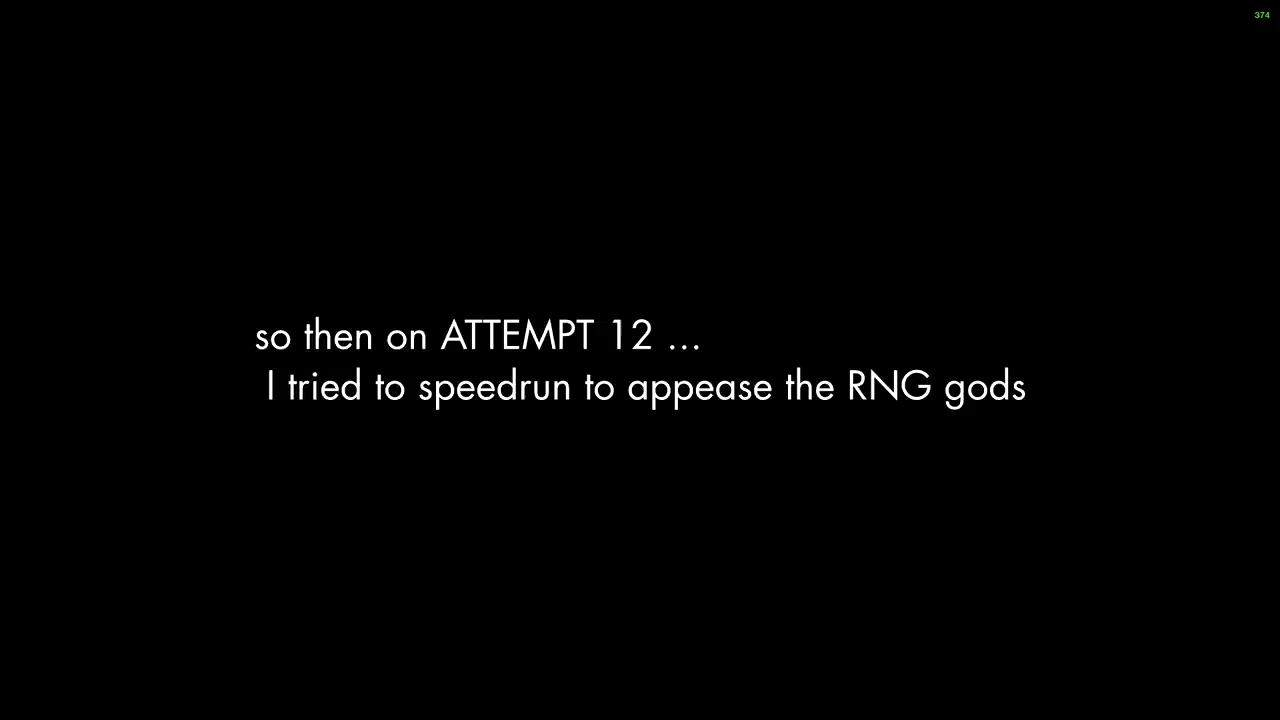 374
so then on ATTEMPT 12 ...
I tried to speedrun to appease the RNG gods